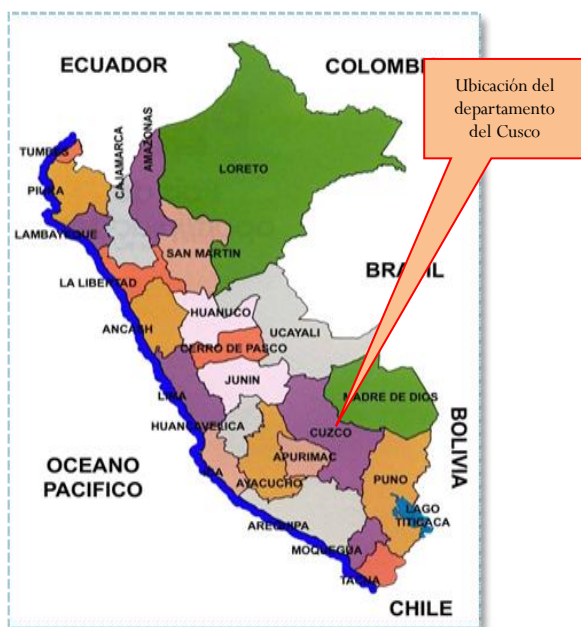 ECUADOR
COLOMBI
Ubicación del
departamento
del Cusco
TUMBES
PIURA
CAJAMARCA
AMAZONAS
LORETO
LAMBAYEQUE
SAN MARTIN
BRASIL
LA LIBERTAD
ANCASH
HUANUCO
UCAYALI
CERRO DE PASCO
LIMA
JUNIN
MADRE DE DIOS
HUANCAVELICA
CUZCO
BOLIVIA
OCEANO
PACIFICO
ICA
AYACUCHO
APURIMAC
PUNO
LAGO
TITICACA
AREQUIPA
MOQUEGUA
TACNA
CHILE